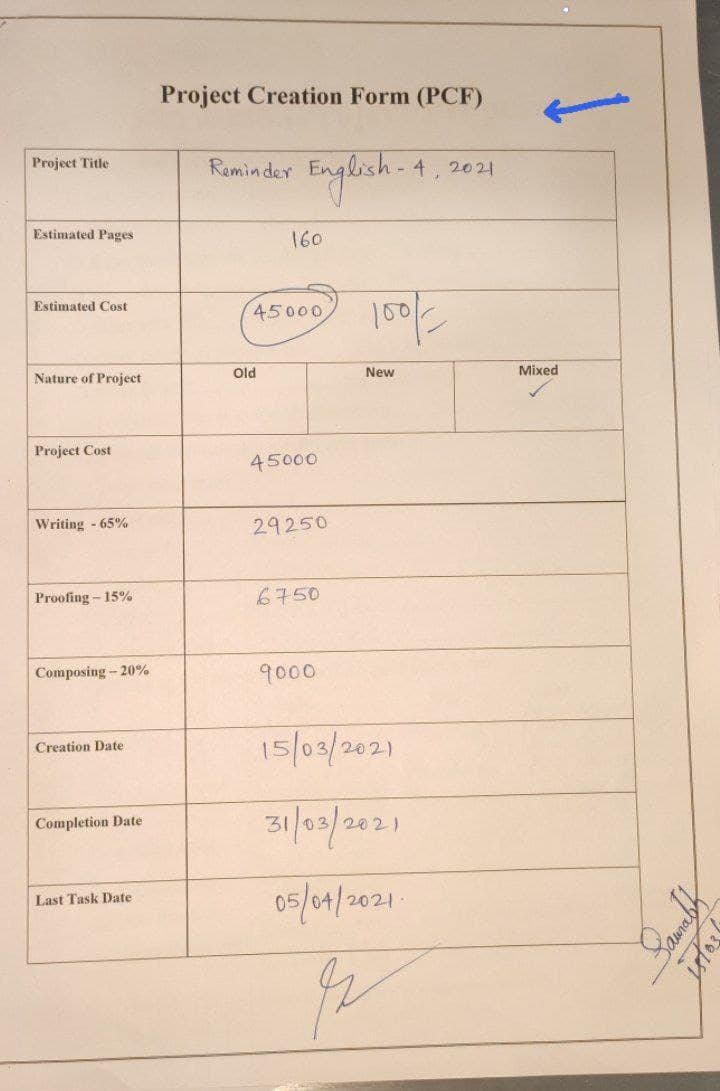 Project Creation Form (PCF)
Project Title Reminder English - 4, 2021
Estimated Pages 160
Estimated Cost 45000 100/-
Nature of Project Old New Mixed ✓
Project Cost 45000
Writing - 65% 29250
Proofing – 15% 6750
Composing – 20% 9000
Creation Date 15/03/2021
Completion Date 31/03/2021
Last Task Date 05/04/2021.
Saurabh
15/03/